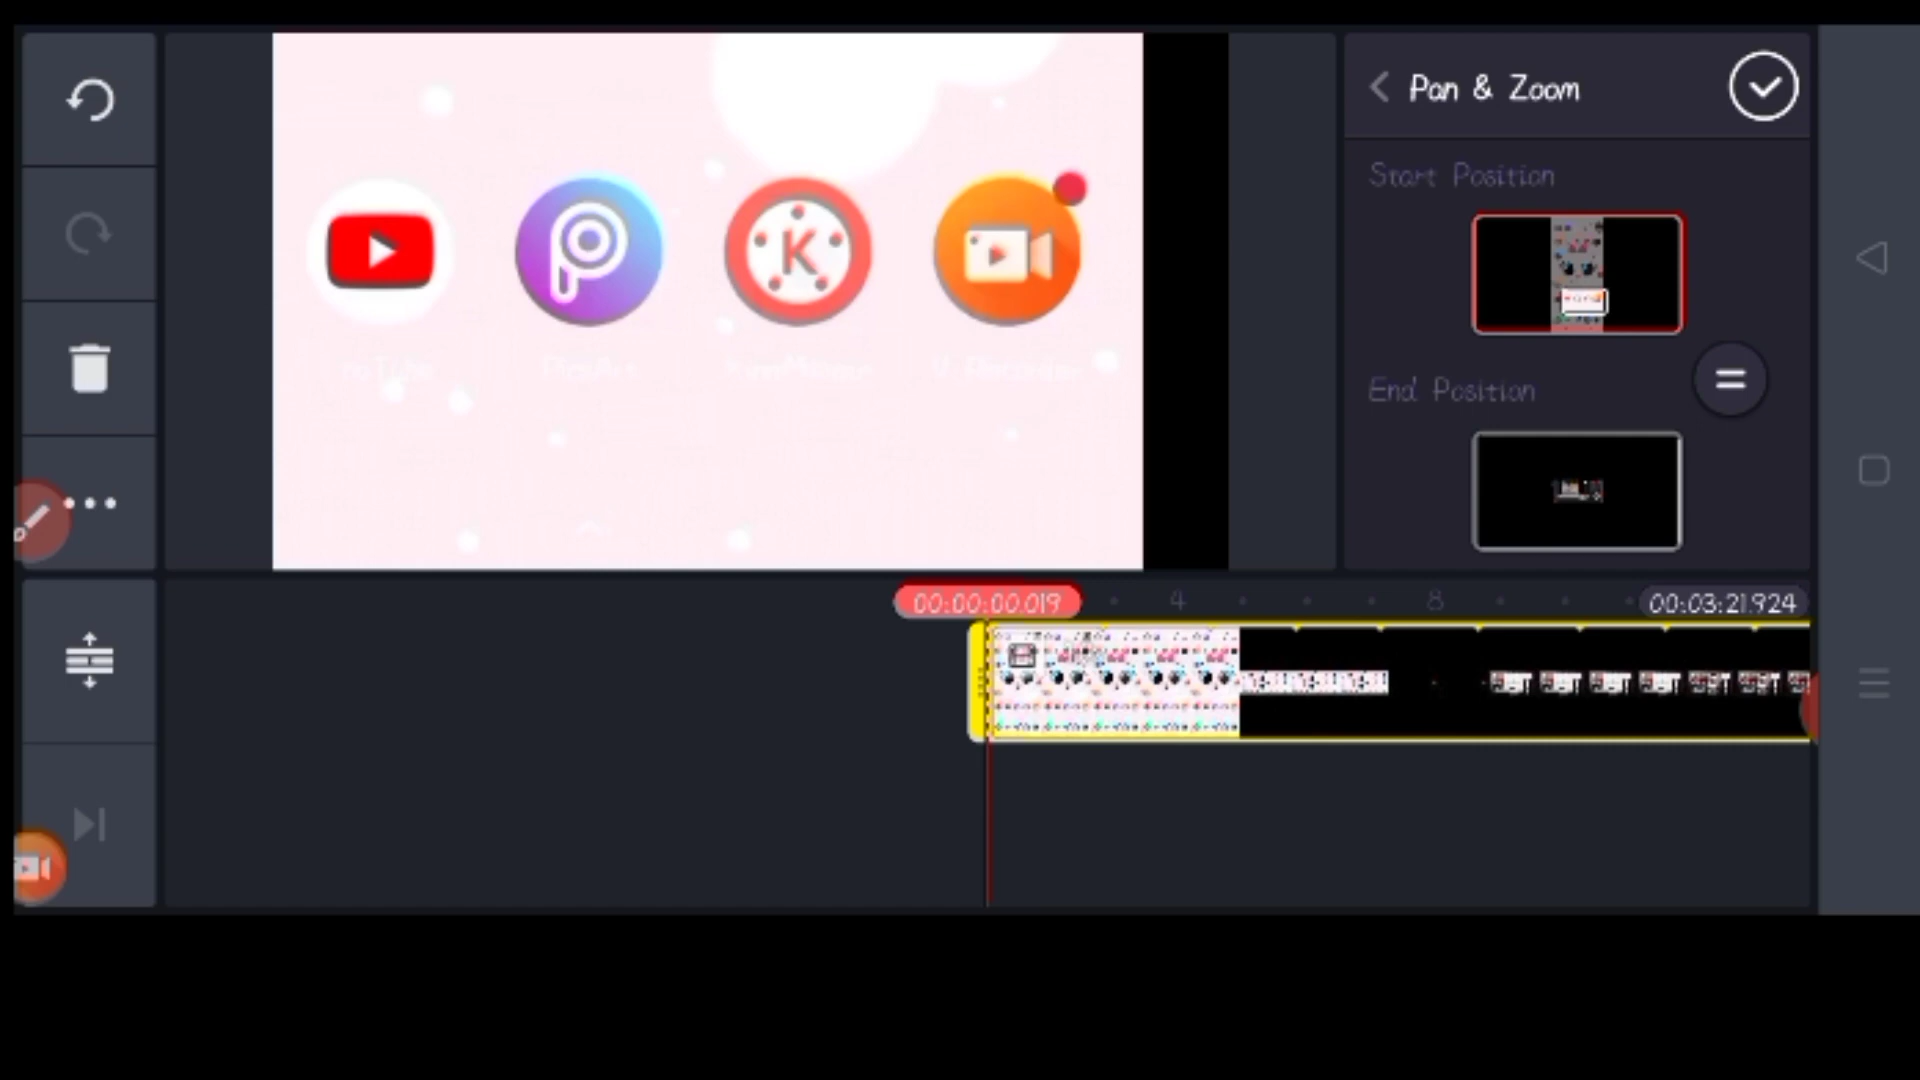 Pan & Zoom
Start Position
K
End Position
00:00:00.019
4
8
00:03:21.924